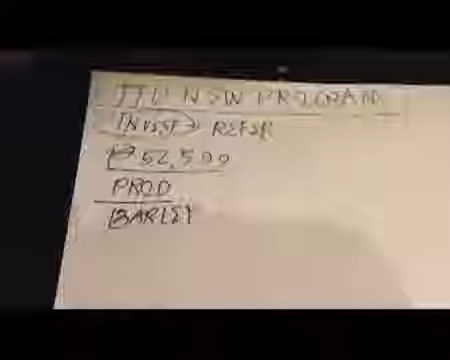 NEW PROGRAM
INVEST → REFER
₱52,500
PROD
BARLEY